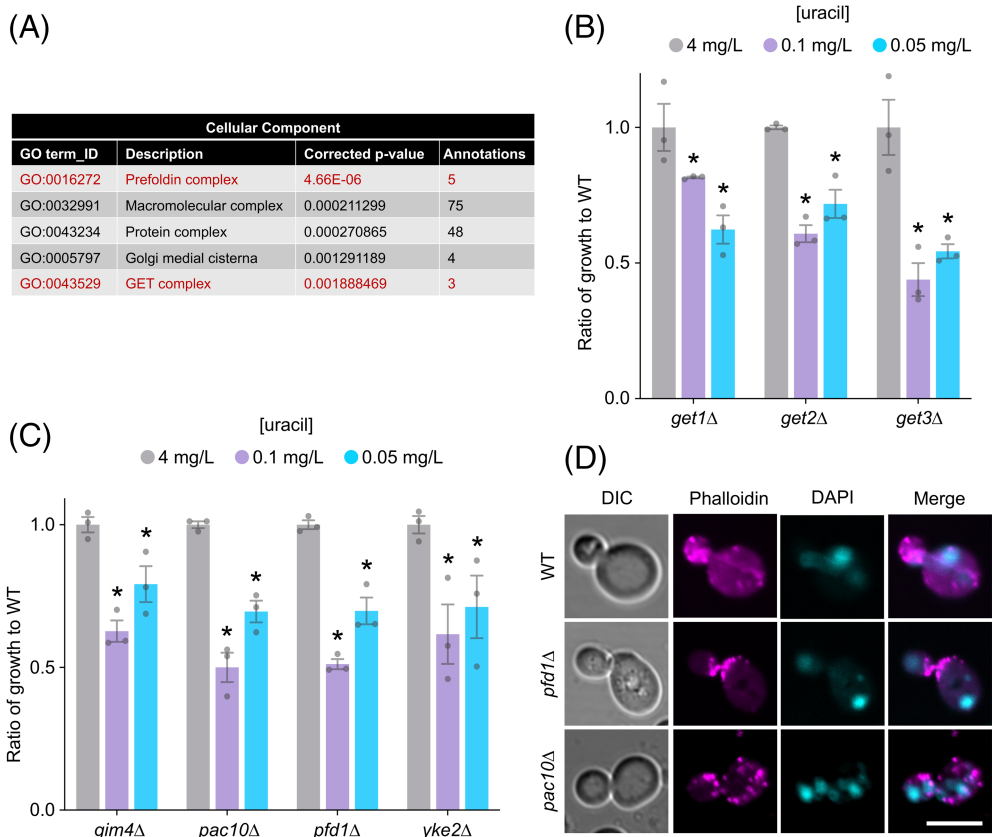 (A)
Cellular Component
GO term_ID Description Corrected p-value Annotations
GO:0016272 Prefoldin complex 4.66E-06 5
GO:0032991 Macromolecular complex 0.000211299 75
GO:0043234 Protein complex 0.000270865 48
GO:0005797 Golgi medial cisterna 0.001291189 4
GO:0043529 GET complex 0.001888469 3
(B)
[uracil]
4 mg/L 0.1 mg/L 0.05 mg/L
Ratio of growth to WT
1.0
0.5
0.0
* * * * * *
get1Δ get2Δ get3Δ
(C)
[uracil]
4 mg/L 0.1 mg/L 0.05 mg/L
Ratio of growth to WT
1.0
0.5
0.0
* * * * * * * *
gim4Δ pac10Δ pfd1Δ yke2Δ
(D)
DIC Phalloidin DAPI Merge
WT
pfd1Δ
pac10Δ